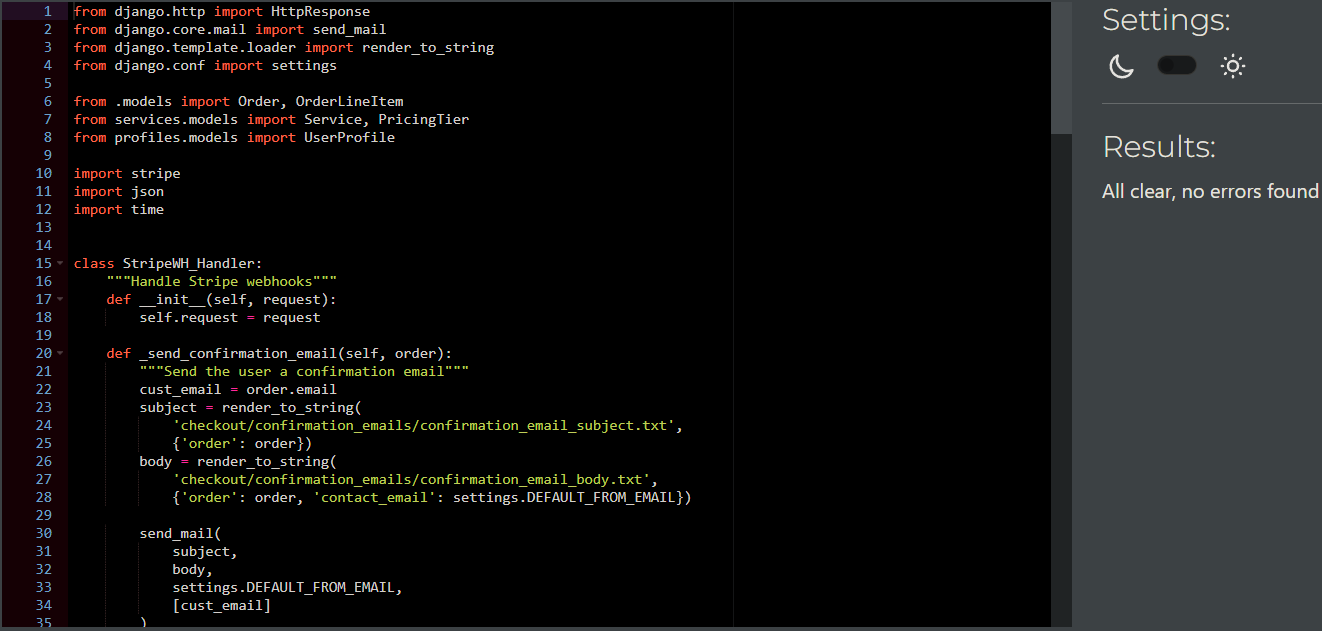 1 from django.http import HttpResponse
2 from django.core.mail import send_mail
3 from django.template.loader import render_to_string
4 from django.conf import settings
5
6 from .models import Order, OrderLineItem
7 from services.models import Service, PricingTier
8 from profiles.models import UserProfile
9
10 import stripe
11 import json
12 import time
13
14
15 class StripeWH_Handler:
16     """Handle Stripe webhooks"""
17     def __init__(self, request):
18         self.request = request
19
20     def _send_confirmation_email(self, order):
21         """Send the user a confirmation email"""
22         cust_email = order.email
23         subject = render_to_string(
24             'checkout/confirmation_emails/confirmation_email_subject.txt',
25             {'order': order})
26         body = render_to_string(
27             'checkout/confirmation_emails/confirmation_email_body.txt',
28             {'order': order, 'contact_email': settings.DEFAULT_FROM_EMAIL})
29
30         send_mail(
31             subject,
32             body,
33             settings.DEFAULT_FROM_EMAIL,
34             [cust_email]
35         )
Settings:
Results:
All clear, no errors found